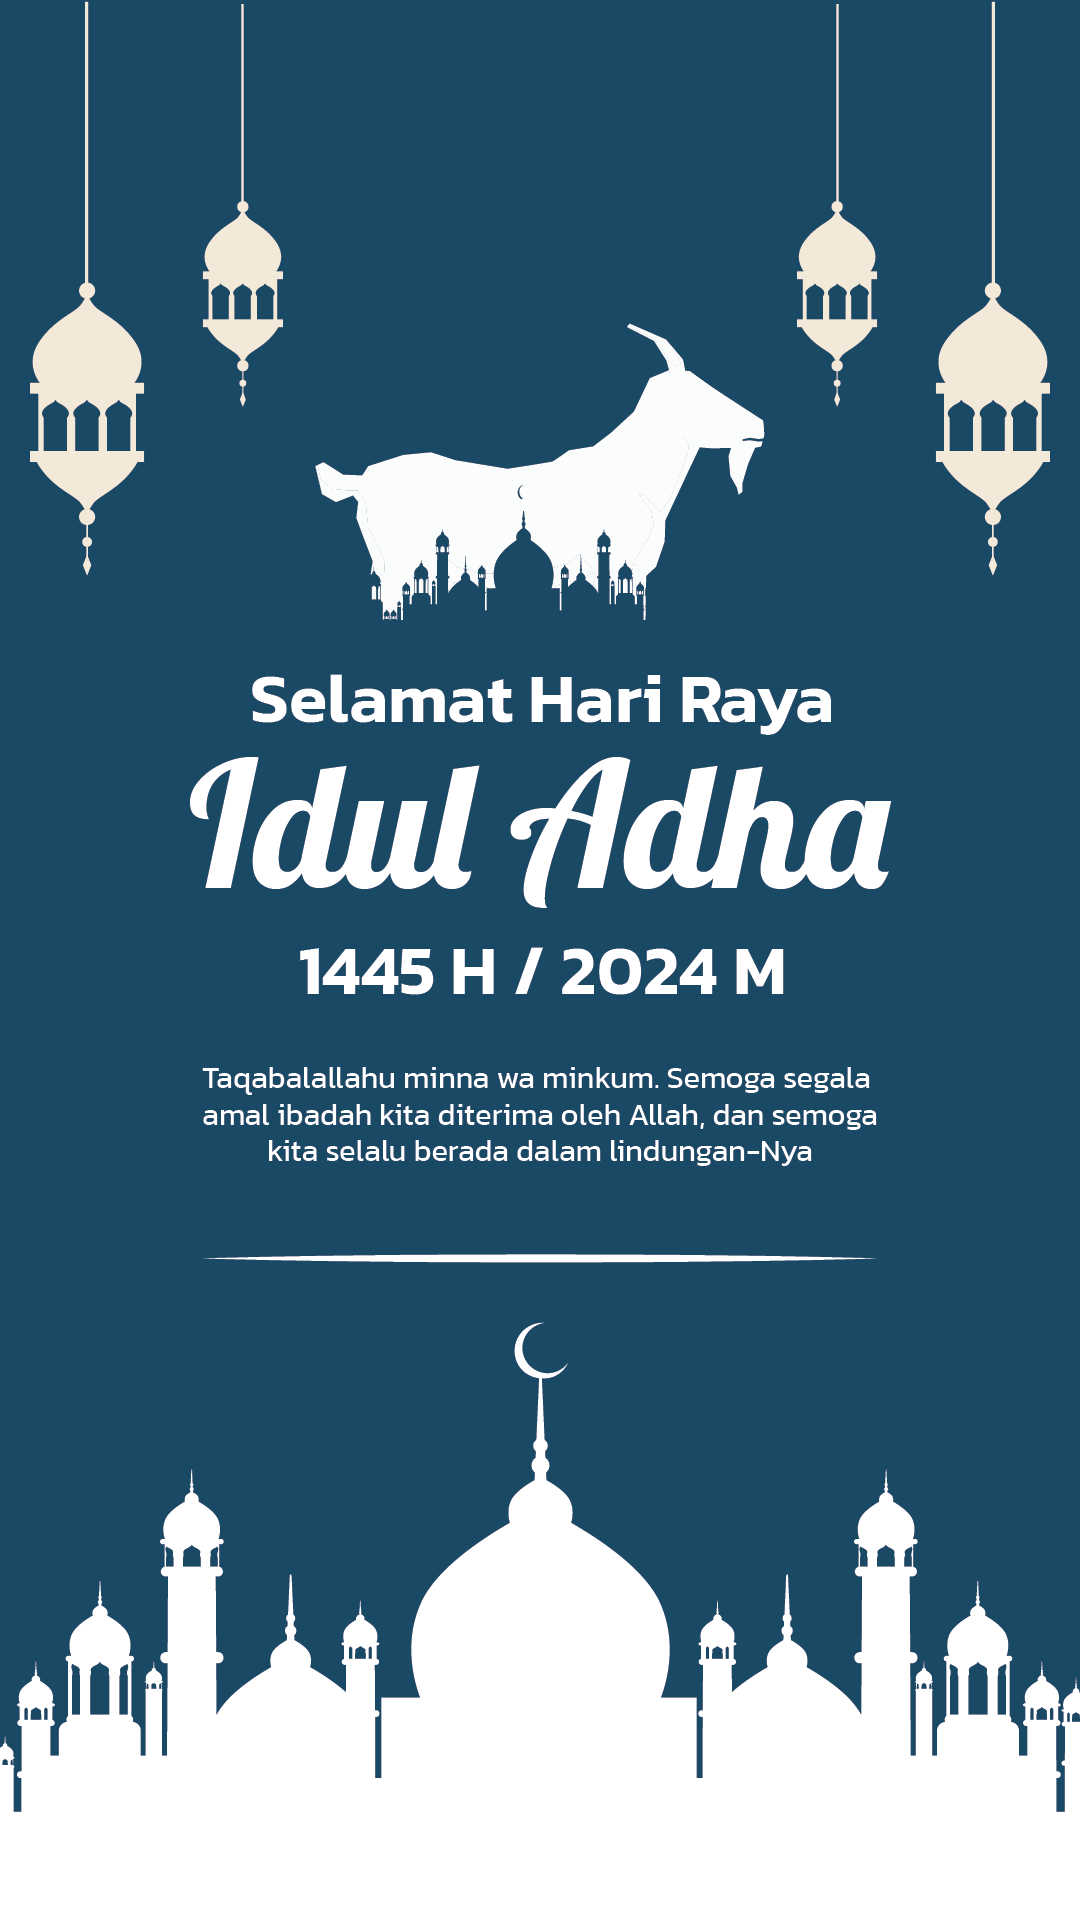 Selamat Hari Raya
Idul Adha
1445 H / 2024 M
Taqabalallahu minna wa minkum. Semoga segala
amal ibadah kita diterima oleh Allah, dan semoga
kita selalu berada dalam lindungan-Nya